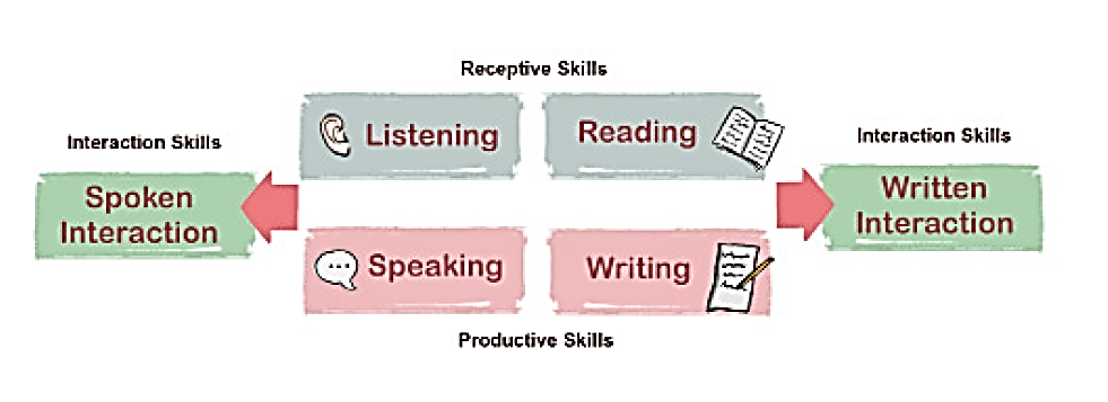 Receptive Skills
Listening
Reading
Interaction Skills
Spoken
Interaction
Interaction Skills
Written
Interaction
Speaking
Writing
Productive Skills